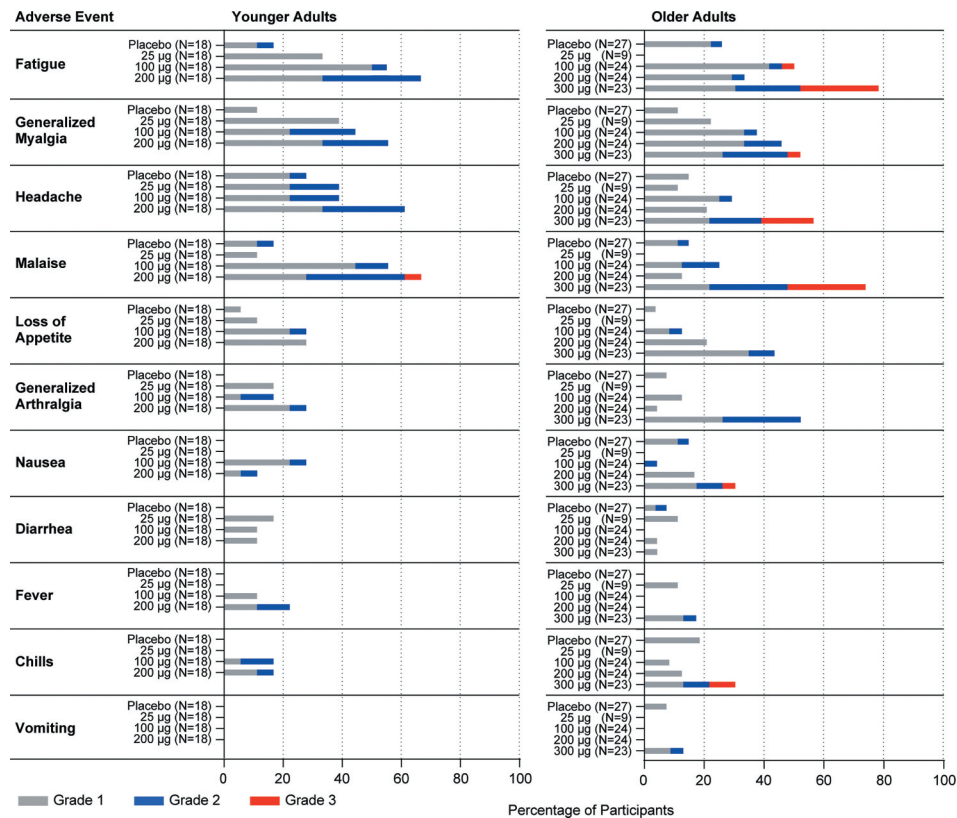 Adverse Event Younger Adults Older Adults
Fatigue
Placebo (N=18)
25 µg (N=18)
100 µg (N=18)
200 µg (N=18)
Placebo (N=27)
25 µg (N=9)
100 µg (N=24)
200 µg (N=24)
300 µg (N=23)
Generalized
Myalgia
Placebo (N=18)
25 µg (N=18)
100 µg (N=18)
200 µg (N=18)
Placebo (N=27)
25 µg (N=9)
100 µg (N=24)
200 µg (N=24)
300 µg (N=23)
Headache
Placebo (N=18)
25 µg (N=18)
100 µg (N=18)
200 µg (N=18)
Placebo (N=27)
25 µg (N=9)
100 µg (N=24)
200 µg (N=24)
300 µg (N=23)
Malaise
Placebo (N=18)
25 µg (N=18)
100 µg (N=18)
200 µg (N=18)
Placebo (N=27)
25 µg (N=9)
100 µg (N=24)
200 µg (N=24)
300 µg (N=23)
Loss of
Appetite
Placebo (N=18)
25 µg (N=18)
100 µg (N=18)
200 µg (N=18)
Placebo (N=27)
25 µg (N=9)
100 µg (N=24)
200 µg (N=24)
300 µg (N=23)
Generalized
Arthralgia
Placebo (N=18)
25 µg (N=18)
100 µg (N=18)
200 µg (N=18)
Placebo (N=27)
25 µg (N=9)
100 µg (N=24)
200 µg (N=24)
300 µg (N=23)
Nausea
Placebo (N=18)
25 µg (N=18)
100 µg (N=18)
200 µg (N=18)
Placebo (N=27)
25 µg (N=9)
100 µg (N=24)
200 µg (N=24)
300 µg (N=23)
Diarrhea
Placebo (N=18)
25 µg (N=18)
100 µg (N=18)
200 µg (N=18)
Placebo (N=27)
25 µg (N=9)
100 µg (N=24)
200 µg (N=24)
300 µg (N=23)
Fever
Placebo (N=18)
25 µg (N=18)
100 µg (N=18)
200 µg (N=18)
Placebo (N=27)
25 µg (N=9)
100 µg (N=24)
200 µg (N=24)
300 µg (N=23)
Chills
Placebo (N=18)
25 µg (N=18)
100 µg (N=18)
200 µg (N=18)
Placebo (N=27)
25 µg (N=9)
100 µg (N=24)
200 µg (N=24)
300 µg (N=23)
Vomiting
Placebo (N=18)
25 µg (N=18)
100 µg (N=18)
200 µg (N=18)
Placebo (N=27)
25 µg (N=9)
100 µg (N=24)
200 µg (N=24)
300 µg (N=23)
0 20 40 60 80 100 0 20 40 60 80 100
Grade 1 Grade 2 Grade 3
Percentage of Participants